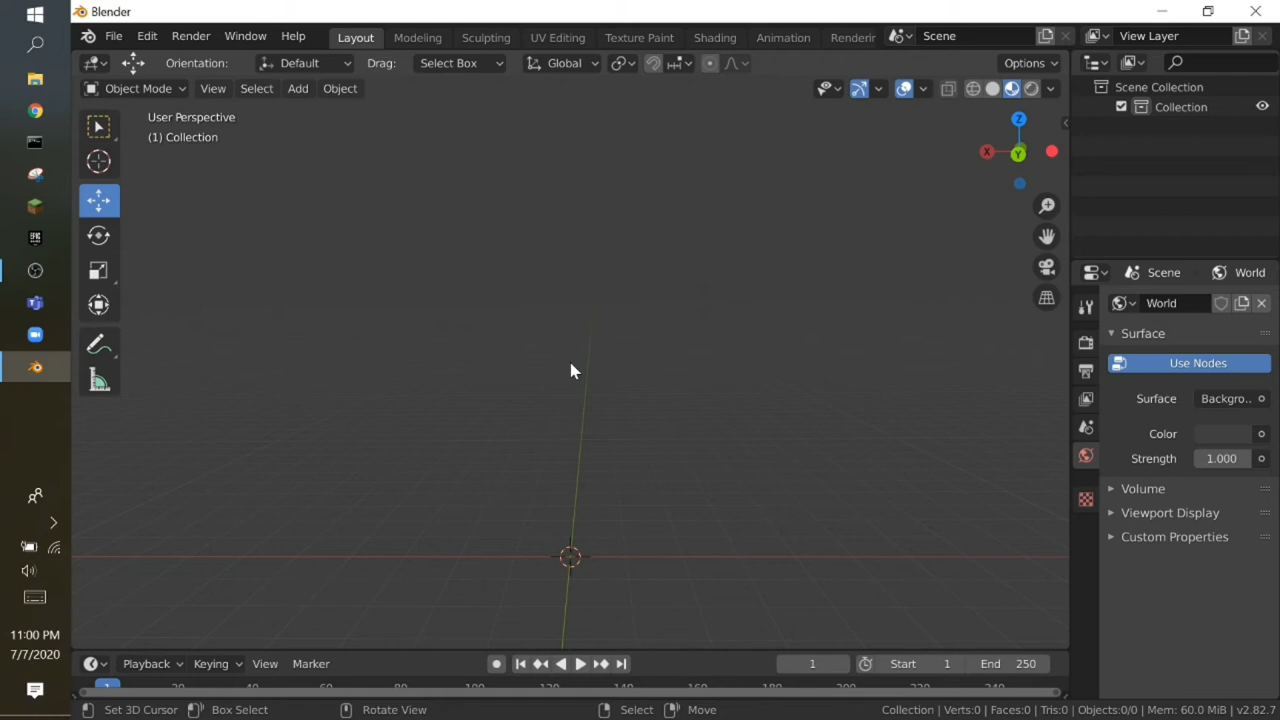 Blender
File Edit Render Window Help Layout Modeling Sculpting UV Editing Texture Paint Shading Animation Renderin Scene View Layer
Orientation: Default Drag: Select Box Global Options
Object Mode View Select Add Object
User Perspective
(1) Collection
Z
X
Y
Scene Collection
Collection
Scene World
World
Surface
Use Nodes
Surface Backgro..
Color
Strength 1.000
Volume
Viewport Display
Custom Properties
EPIC
GAMES
11:00 PM
7/7/2020
Playback Keying View Marker 1 Start 1 End 250
Set 3D Cursor Box Select Rotate View Select Move Collection | Verts:0 | Faces:0 | Tris:0 | Objects:0/0 | Mem: 60.0 MiB | v2.82.7